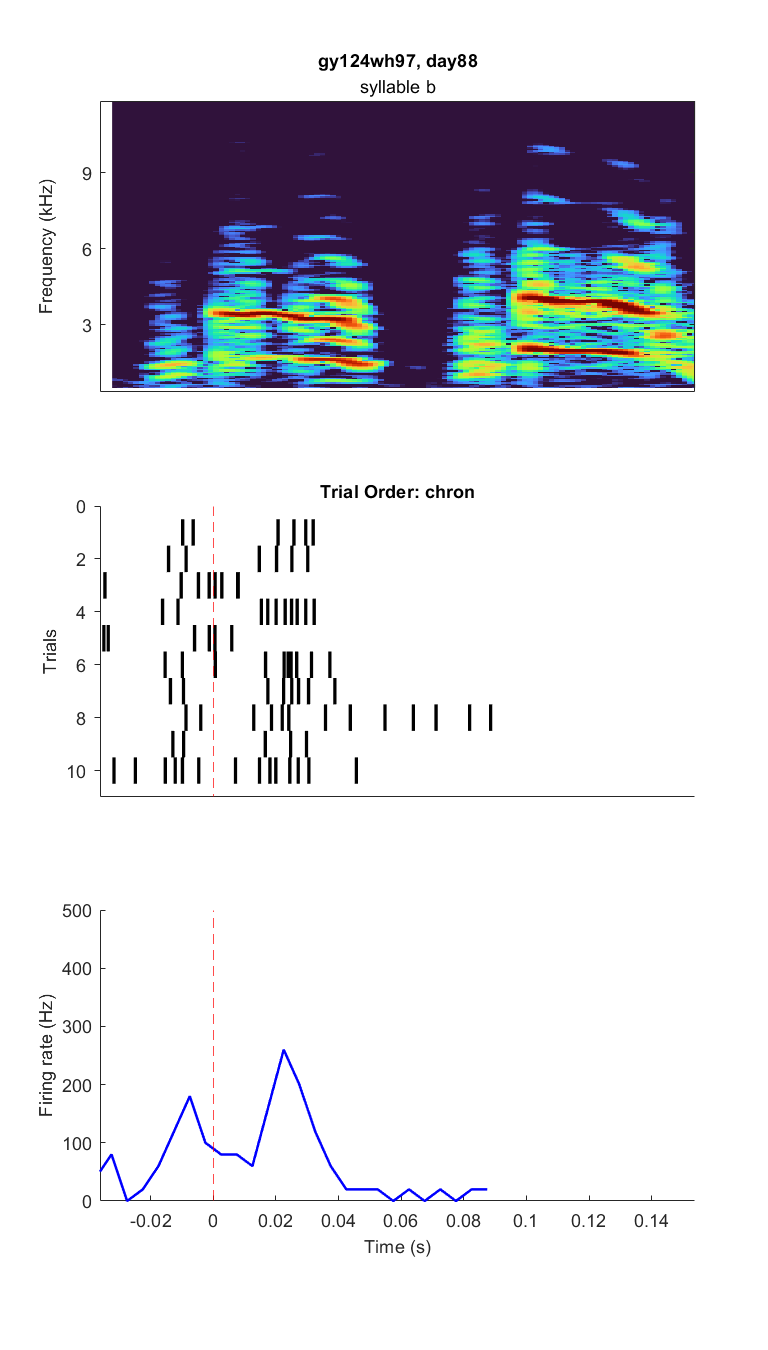 gy124wh97, day88
syllable b
9
6
3
Frequency (kHz)
Trial Order: chron
0
2
4
6
8
10
Trials
500
400
300
200
100
0
Firing rate (Hz)
-0.02 0 0.02 0.04 0.06 0.08 0.1 0.12 0.14
Time (s)